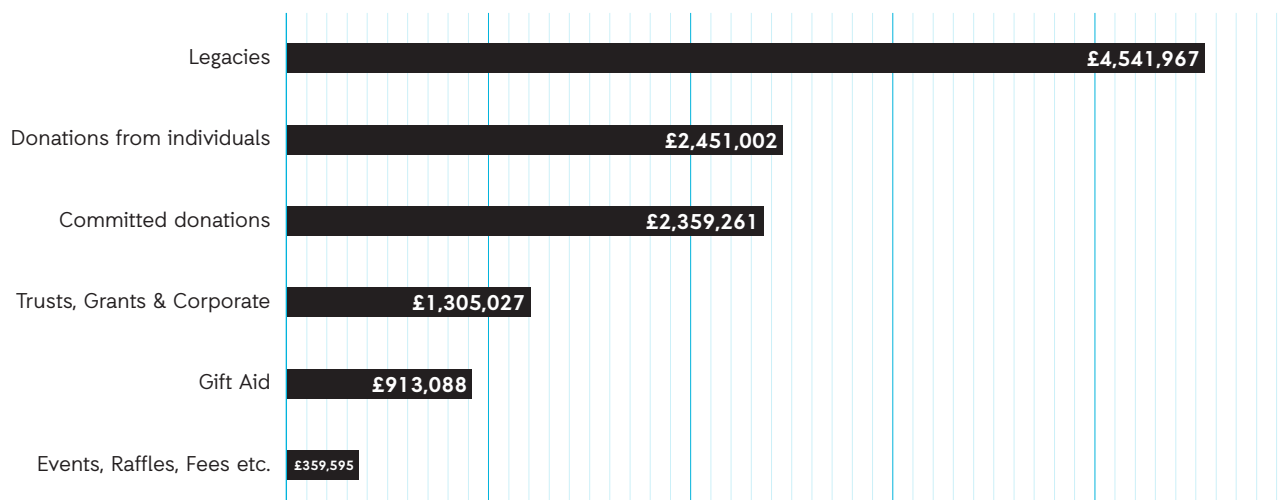 Legacies £4,541,967
Donations from individuals £2,451,002
Committed donations £2,359,261
Trusts, Grants & Corporate £1,305,027
Gift Aid £913,088
Events, Raffles, Fees etc. £359,595